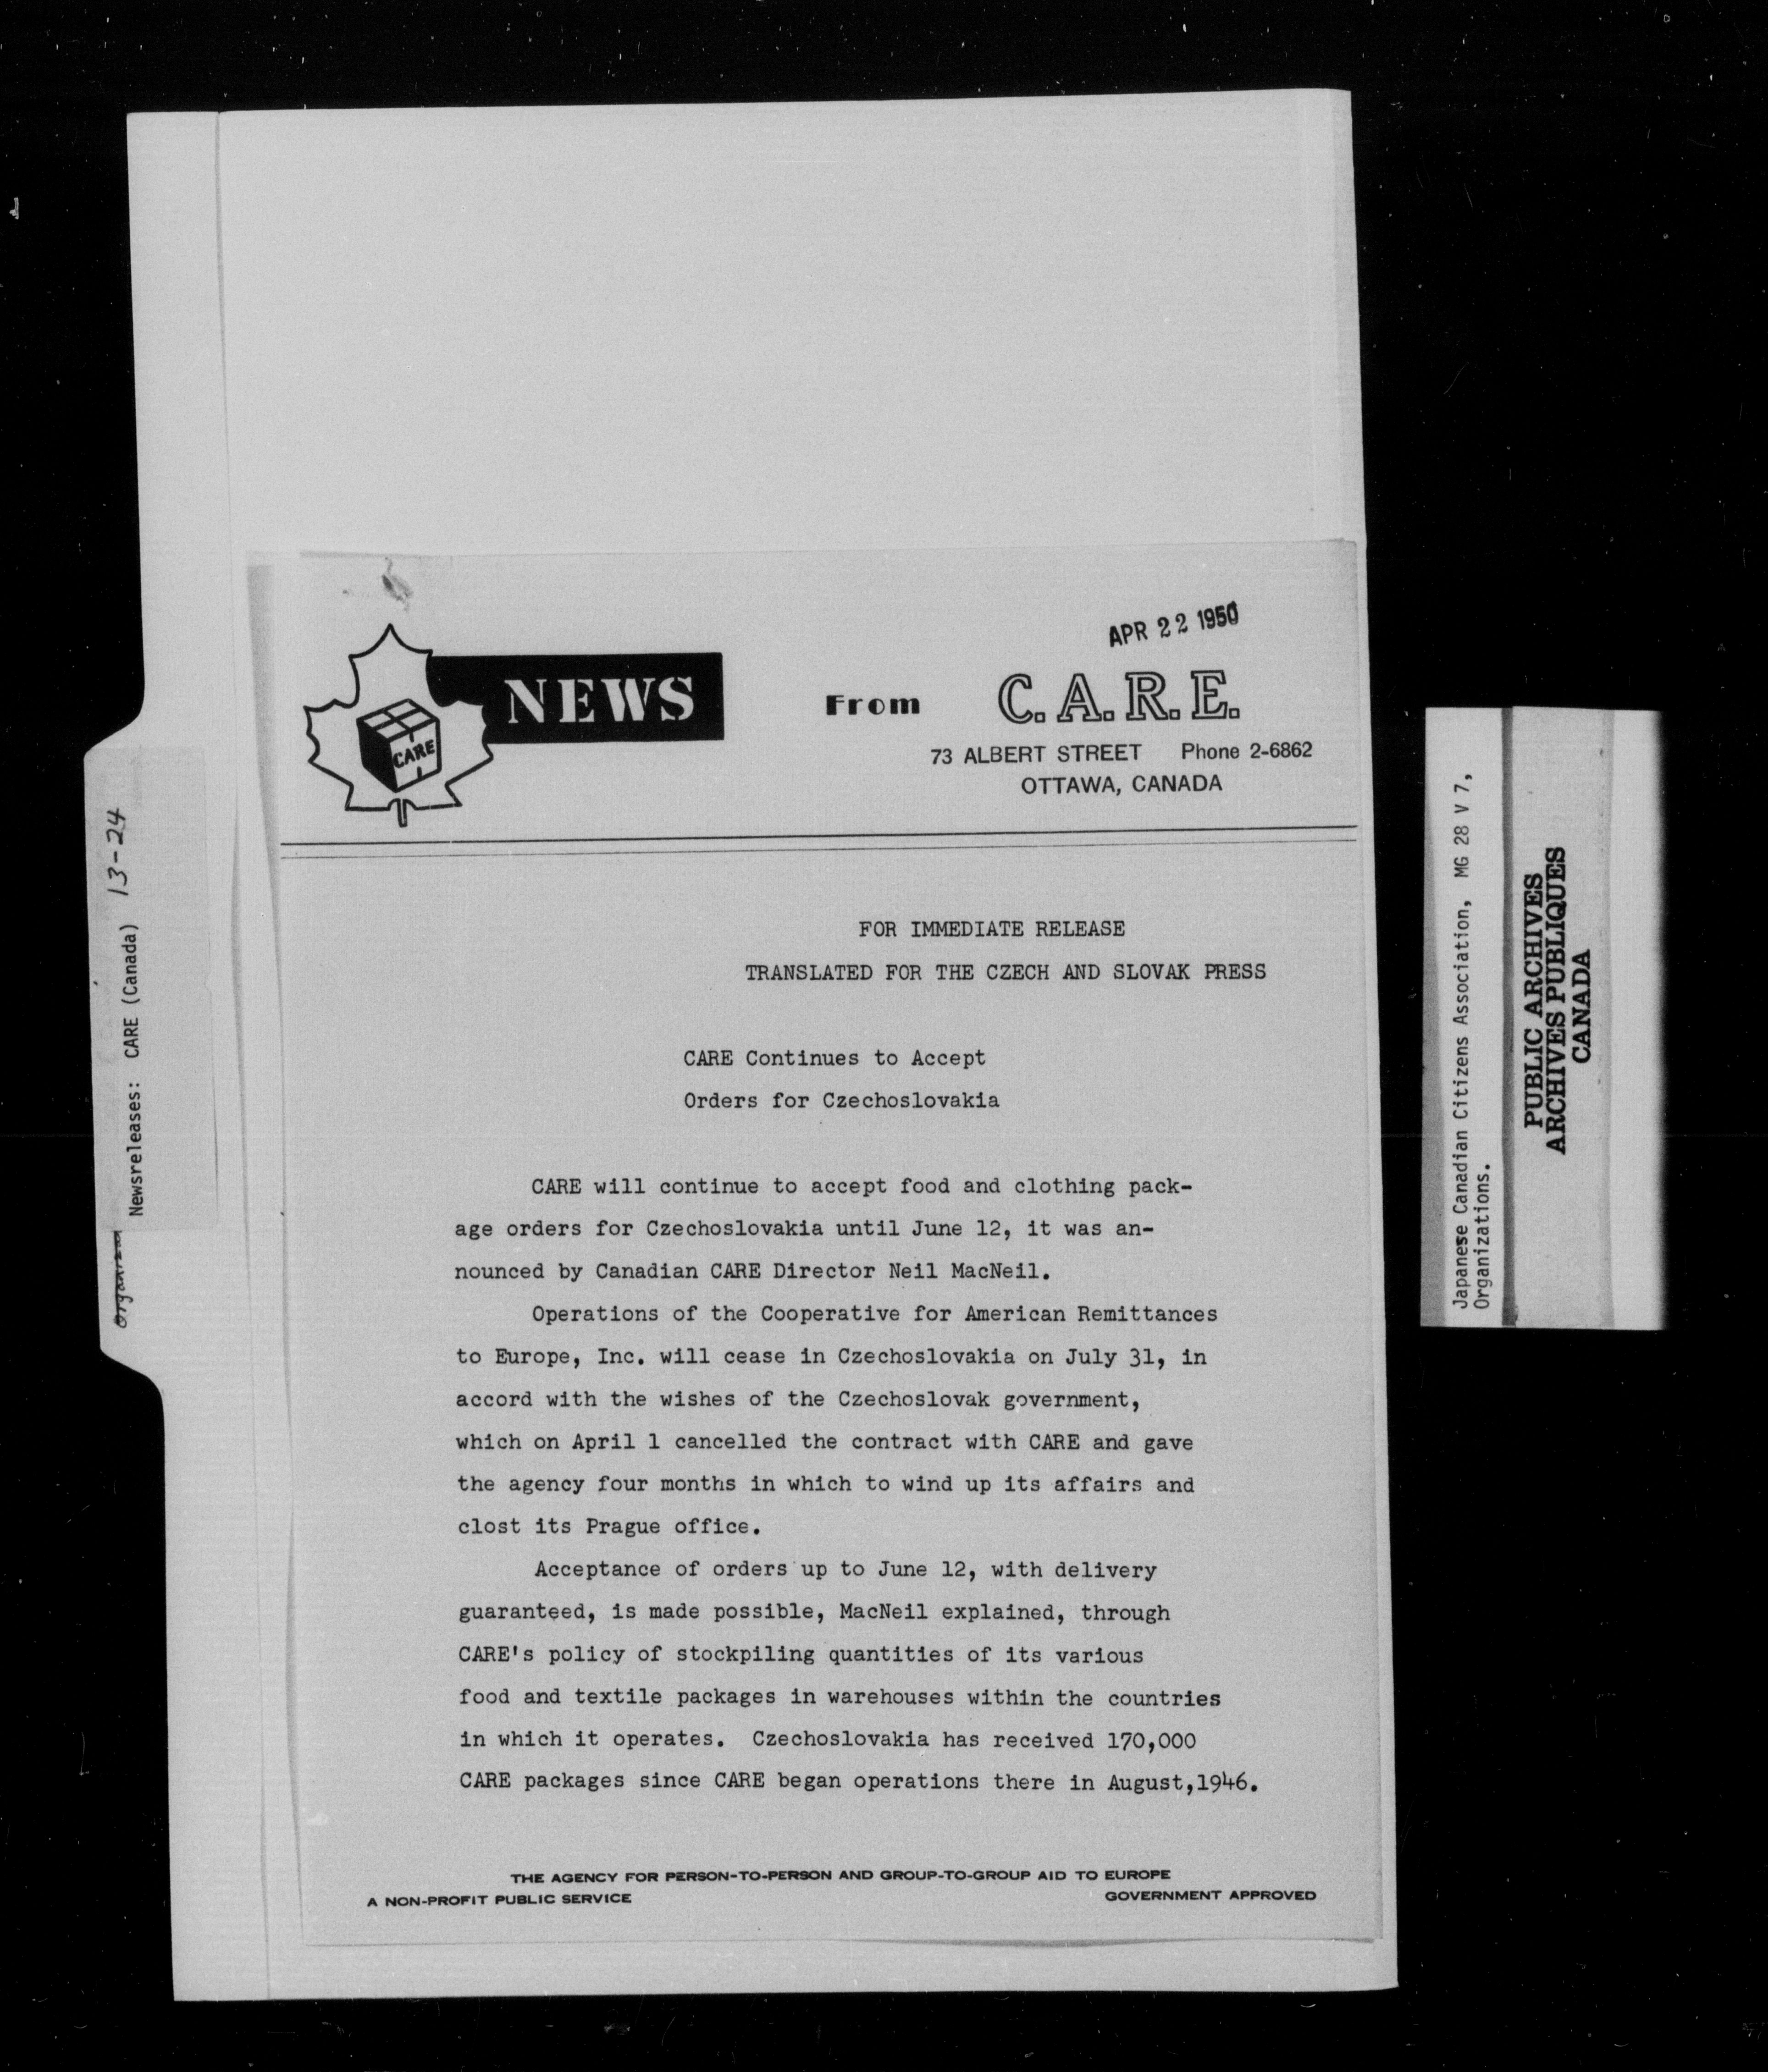 APR 22 1950
NEWS
From C.A.R.E.
CARE
73 ALBERT STREET Phone 2-6862
OTTAWA, CANADA
FOR IMMEDIATE RELEASE
TRANSLATED FOR THE CZECH AND SLOVAK PRESS
CARE Continues to Accept
Orders for Czechoslovakia
CARE will continue to accept food and clothing pack-
age orders for Czechoslovakia until June 12, it was an-
nounced by Canadian CARE Director Neil MacNeil.
Operations of the Cooperative for American Remittances
to Europe, Inc. will cease in Czechoslovakia on July 31, in
accord with the wishes of the Czechoslovak government,
which on April 1 cancelled the contract with CARE and gave
the agency four months in which to wind up its affairs and
clost its Prague office.
Acceptance of orders up to June 12, with delivery
guaranteed, is made possible, MacNeil explained, through
CARE's policy of stockpiling quantities of its various
food and textile packages in warehouses within the countries
in which it operates. Czechoslovakia has received 170,000
CARE packages since CARE began operations there in August,1946.
THE AGENCY FOR PERSON-TO-PERSON AND GROUP-TO-GROUP AID TO EUROPE
A NON-PROFIT PUBLIC SERVICE GOVERNMENT APPROVED
Newsreleases: CARE (Canada) 13-24
Japanese Canadian Citizens Association, MG 28 V 7,
Organizations.
PUBLIC ARCHIVES
ARCHIVES PUBLIQUES
CANADA